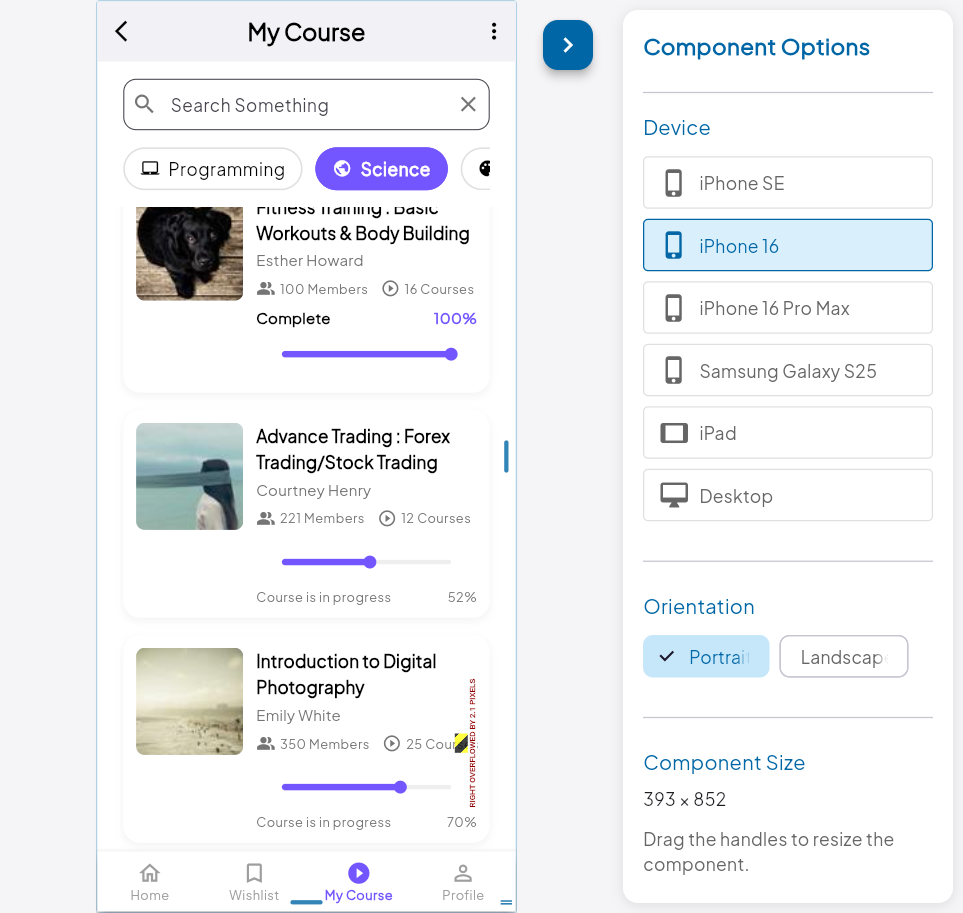 My Course
Search Something
Programming
Science
Fitness Training : Basic
Workouts & Body Building
Esther Howard
100 Members
16 Courses
Complete
100%
Advance Trading : Forex
Trading/Stock Trading
Courtney Henry
221 Members
12 Courses
Course is in progress
52%
Introduction to Digital
Photography
Emily White
350 Members
25 Cour
RIGHT OVERFLOWED BY 2.1 PIXELS
Course is in progress
70%
Home
Wishlist
My Course
Profile
Component Options
Device
iPhone SE
iPhone 16
iPhone 16 Pro Max
Samsung Galaxy S25
iPad
Desktop
Orientation
Portrai
Landscap
Component Size
393 × 852
Drag the handles to resize the
component.